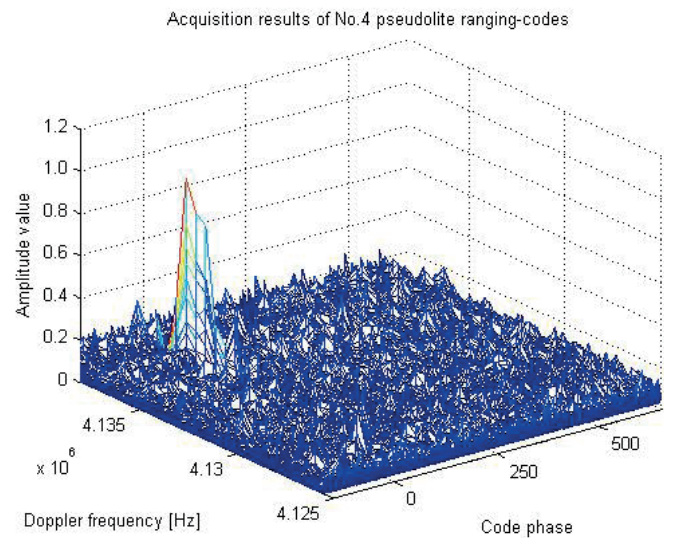 Acquisition results of No.4 pseudolite ranging-codes
Amplitude value
1.2
1.0
0.8
0.6
0.4
0.2
0
4.135
4.13
4.125
x 10^6
Doppler frequency [Hz]
0
250
500
Code phase